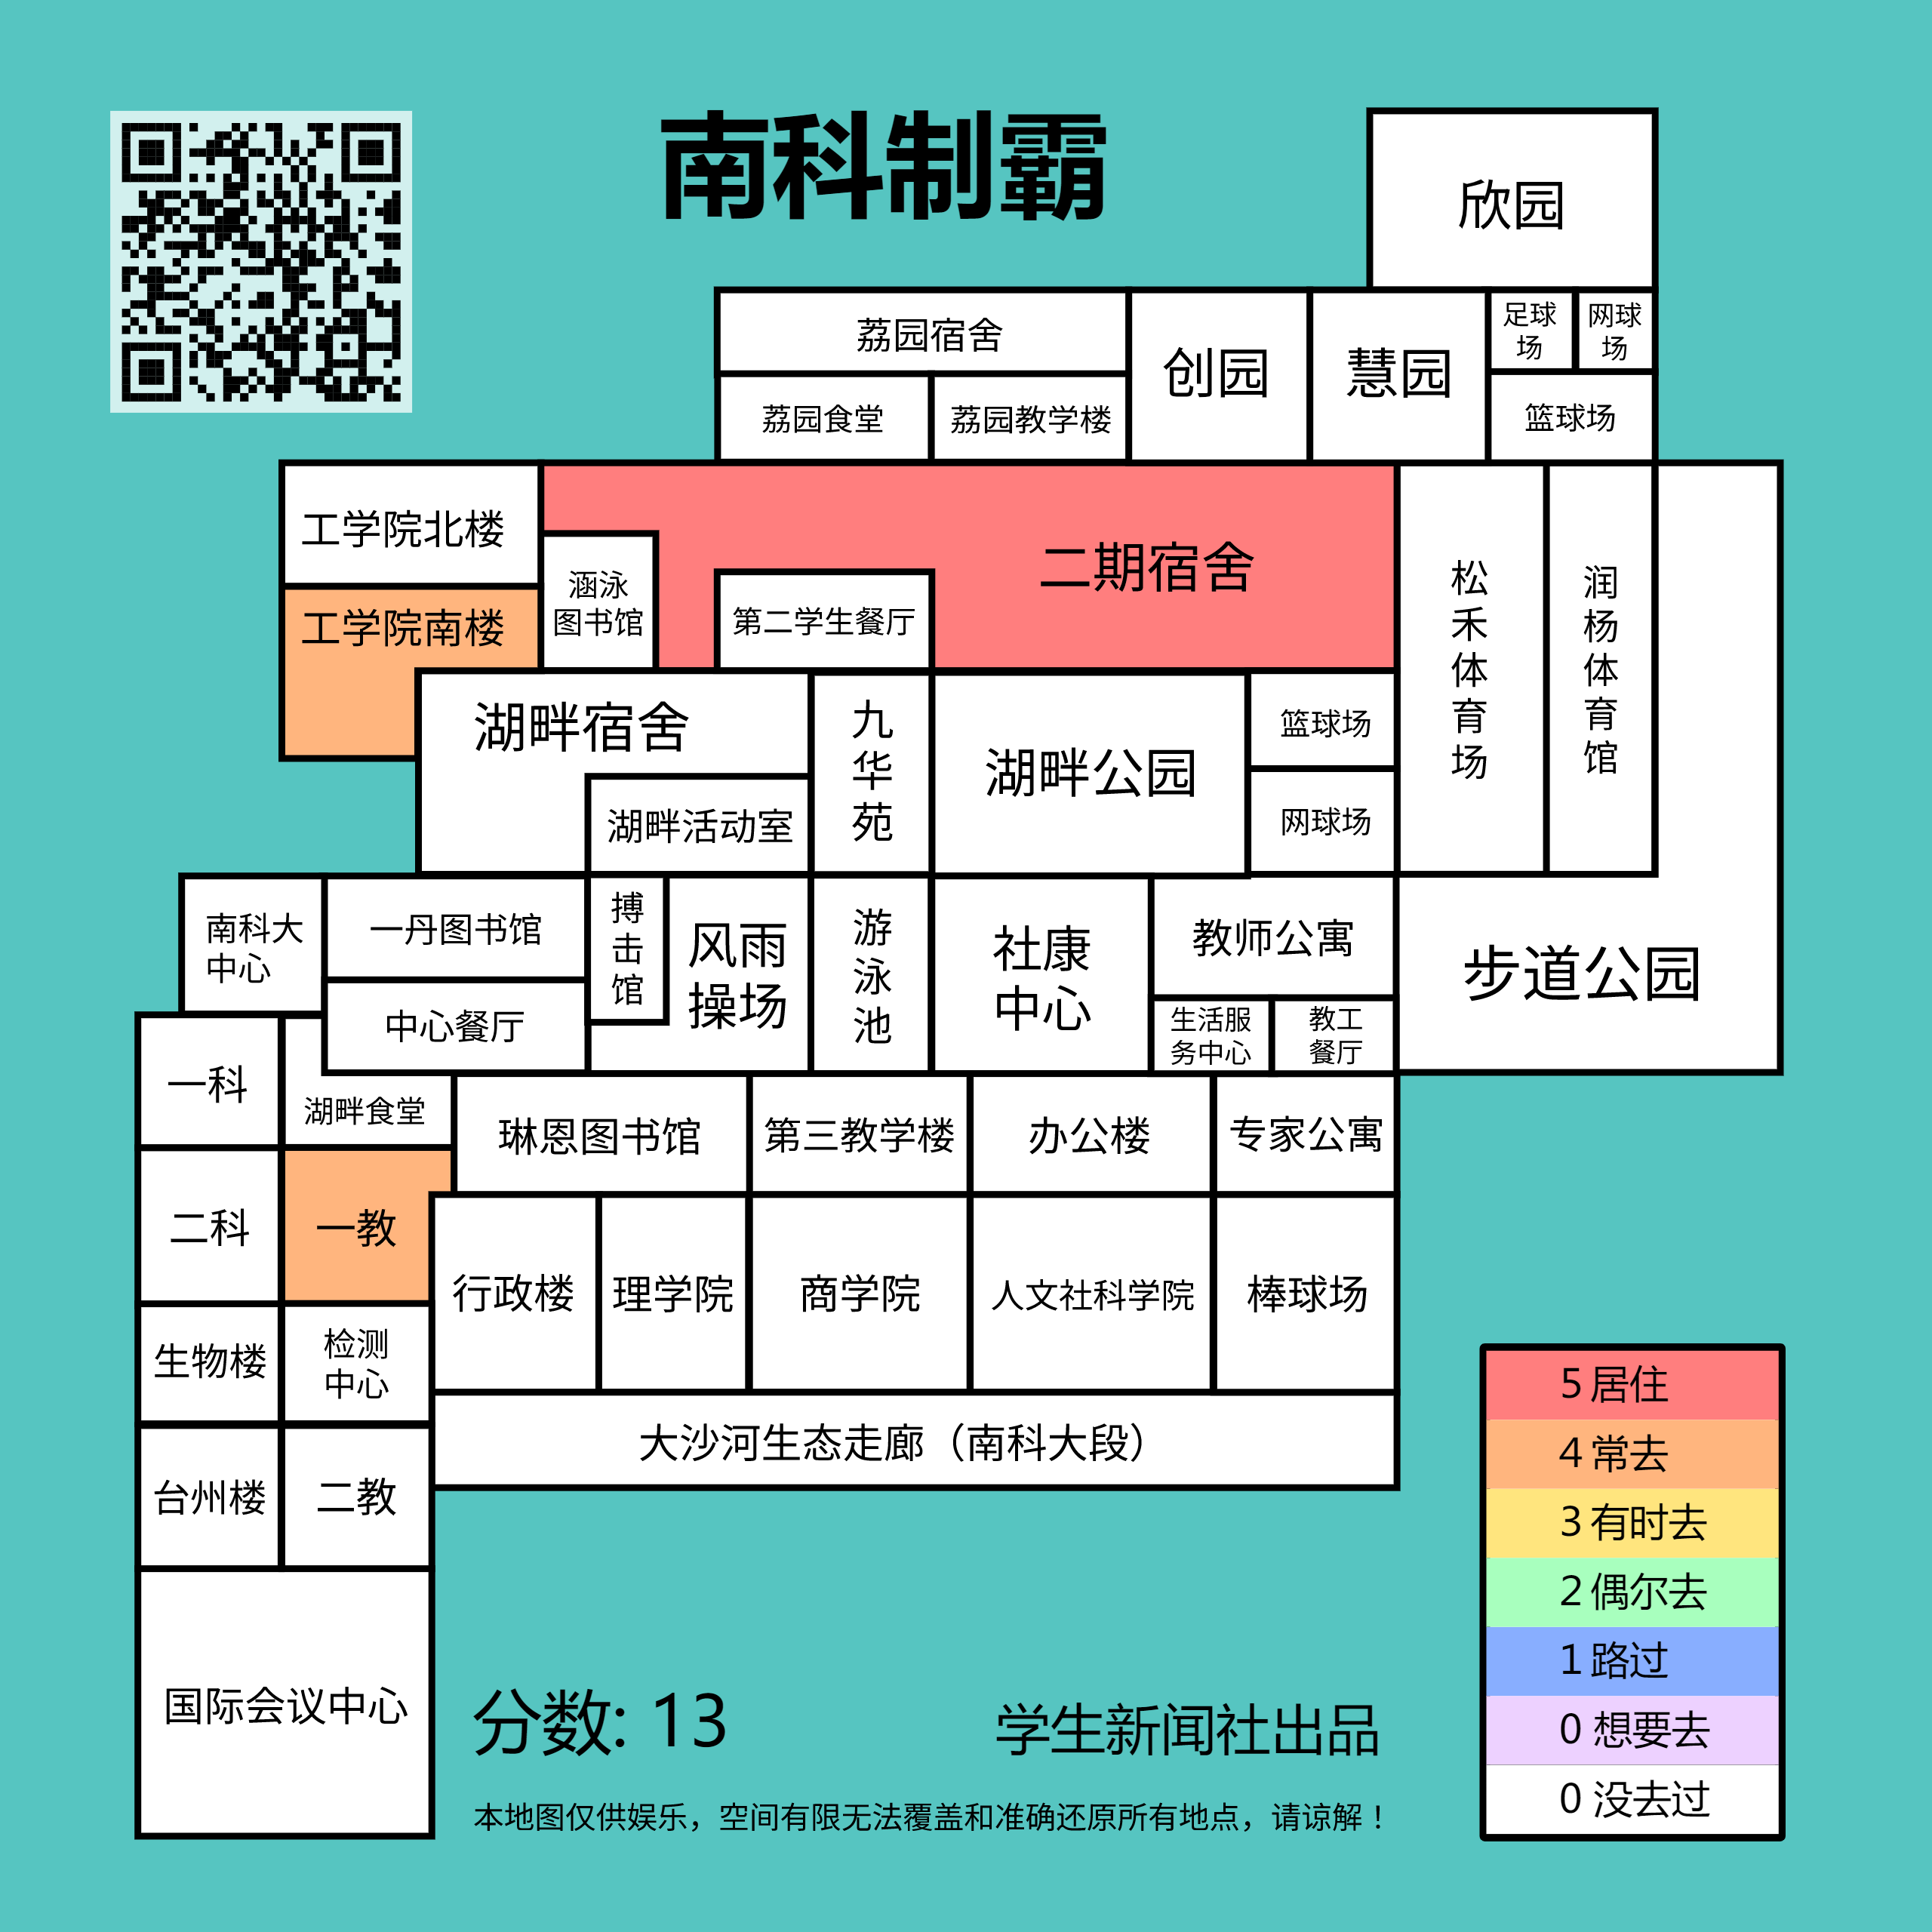 南科制霸
欣园
荔园宿舍
创园
慧园
足球
场
网球
场
荔园食堂
荔园教学楼
篮球场
工学院北楼
二期宿舍
涵泳
图书馆
第二学生餐厅
工学院南楼
松禾体育场
润杨体育馆
湖畔宿舍
九华苑
湖畔公园
篮球场
湖畔活动室
网球场
南科大
中心
一丹图书馆
搏击馆
风雨
操场
游泳池
社康
中心
教师公寓
步道公园
中心餐厅
生活服
务中心
教工
餐厅
一科
湖畔食堂
琳恩图书馆
第三教学楼
办公楼
专家公寓
二科
一教
行政楼
理学院
商学院
人文社科学院
棒球场
生物楼
检测
中心
大沙河生态走廊（南科大段）
台州楼
二教
国际会议中心
5 居住
4 常去
3 有时去
2 偶尔去
1 路过
0 想要去
0 没去过
分数: 13
学生新闻社出品
本地图仅供娱乐，空间有限无法覆盖和准确还原所有地点，请谅解！